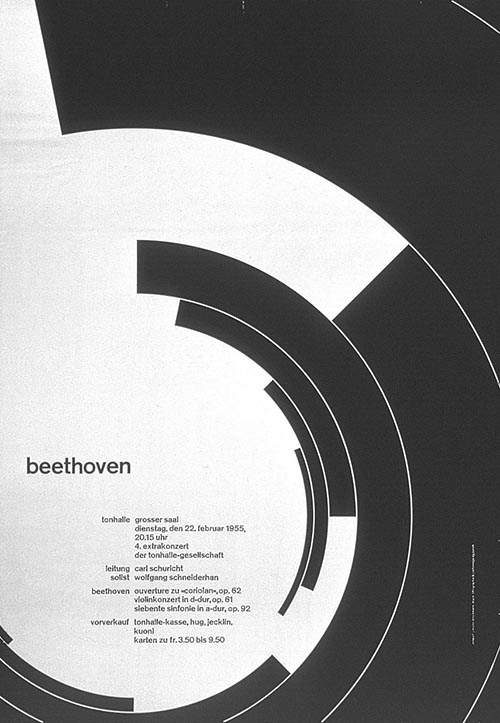 beethoven
tonhalle grosser saal
dienstag, den 22. februar 1955,
20.15 uhr
4. extrakonzert
der tonhalle-gesellschaft
leitung carl schuricht
solist wolfgang schneiderhan
beethoven ouverture zu «coriolan», op. 62
violinkonzert in d-dur, op. 61
siebente sinfonie in a-dur, op. 92
vorverkauf tonhalle-kasse, hug, jecklin,
kuoni
karten zu fr. 3.50 bis 9.50